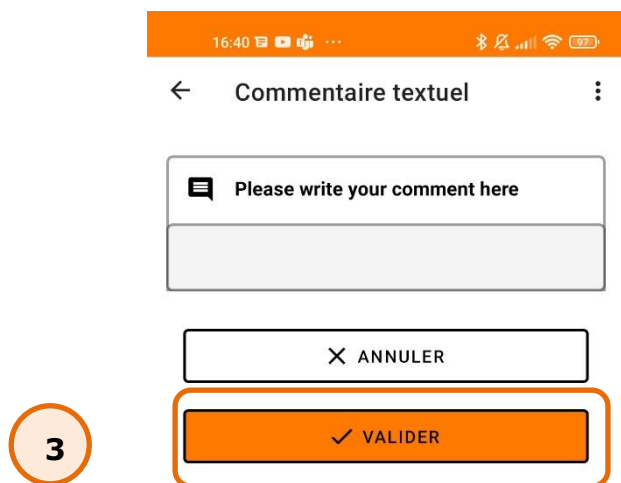 16:40
97
Commentaire textuel
Please write your comment here
ANNULER
VALIDER
3